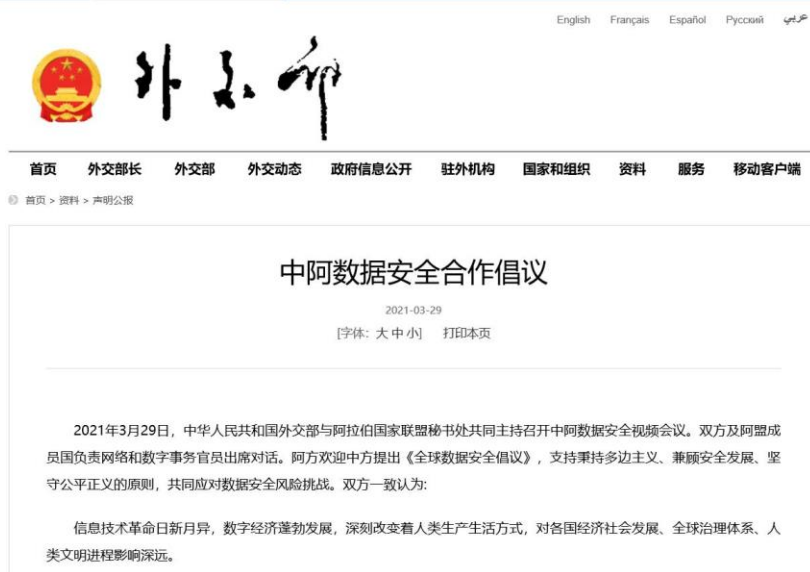 English Français Español Русский عربي
外交部
首页 外交部长 外交部 外交动态 政府信息公开 驻外机构 国家和组织 资料 服务 移动客户端
首页 > 资料 > 声明公报
中阿数据安全合作倡议
2021-03-29
[字体：大 中 小] 打印本页
2021年3月29日，中华人民共和国外交部与阿拉伯国家联盟秘书处共同主持召开中阿数据安全视频会议。双方及阿盟成
员国负责网络和数字事务官员出席对话。阿方欢迎中方提出《全球数据安全倡议》，支持秉持多边主义、兼顾安全发展、坚
守公平正义的原则，共同应对数据安全风险挑战。双方一致认为：
信息技术革命日新月异，数字经济蓬勃发展，深刻改变着人类生产生活方式，对各国经济社会发展、全球治理体系、人
类文明进程影响深远。